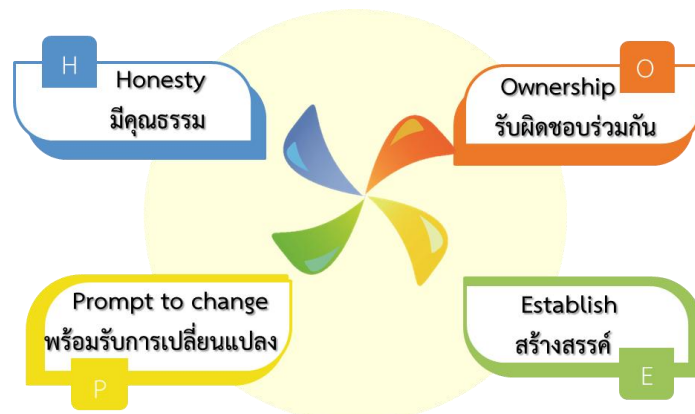 H
Honesty
มีคุณธรรม
O
Ownership
รับผิดชอบร่วมกัน
Prompt to change
พร้อมรับการเปลี่ยนแปลง
P
Establish
สร้างสรรค์
E